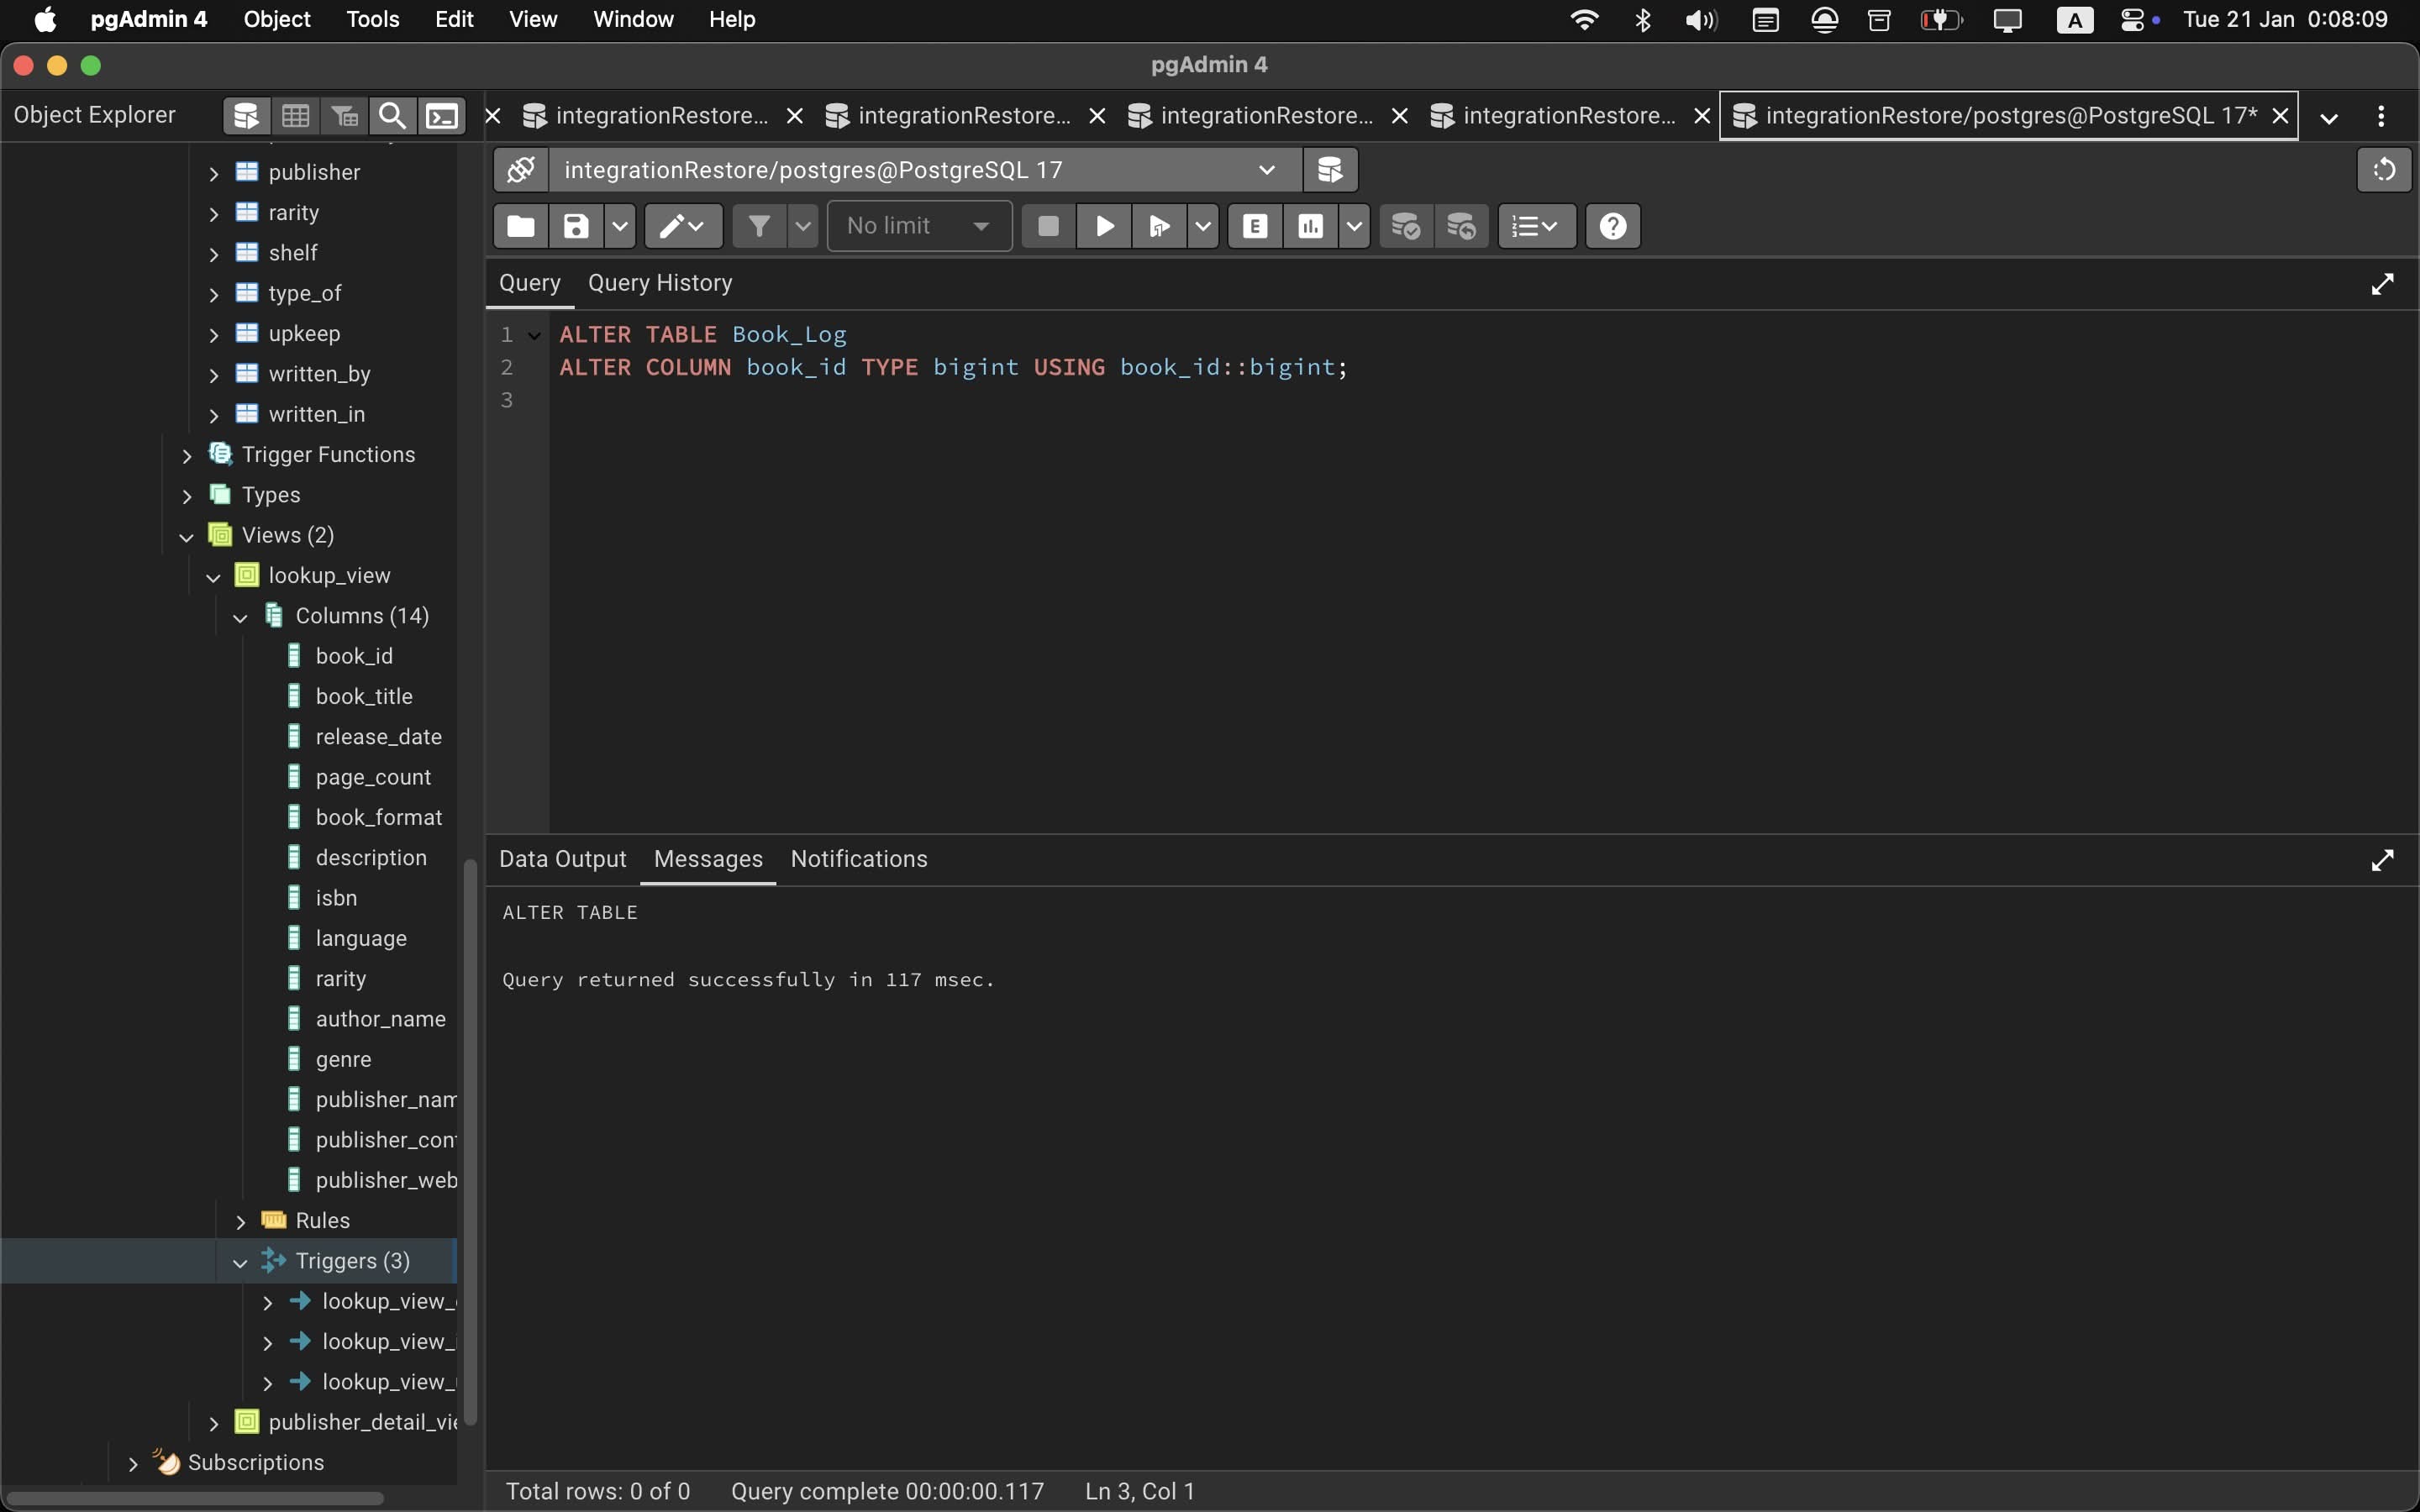 pgAdmin 4 Object Tools Edit View Window Help A Tue 21 Jan 0:08:09
pgAdmin 4
Object Explorer
integrationRestore... integrationRestore... integrationRestore... integrationRestore... integrationRestore/postgres@PostgreSQL 17*
integrationRestore/postgres@PostgreSQL 17
No limit
E
Query Query History
1 ALTER TABLE Book_Log
2 ALTER COLUMN book_id TYPE bigint USING book_id::bigint;
3
publisher
rarity
shelf
type_of
upkeep
written_by
written_in
Trigger Functions
Types
Views (2)
lookup_view
Columns (14)
book_id
book_title
release_date
page_count
book_format
description
isbn
language
rarity
author_name
genre
publisher_nam
publisher_con
publisher_web
Rules
Triggers (3)
lookup_view_
lookup_view_
lookup_view_
publisher_detail_vie
Subscriptions
Data Output Messages Notifications
ALTER TABLE
Query returned successfully in 117 msec.
Total rows: 0 of 0 Query complete 00:00:00.117 Ln 3, Col 1